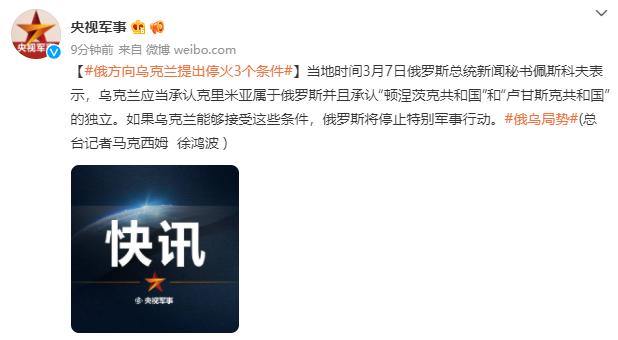 央视军事
9分钟前 来自 微博 weibo.com
【#俄方向乌克兰提出停火3个条件#】当地时间3月7日俄罗斯总统新闻秘书佩斯科夫表
示，乌克兰应当承认克里米亚属于俄罗斯并且承认“顿涅茨克共和国”和“卢甘斯克共和国”
的独立。如果乌克兰能够接受这些条件，俄罗斯将停止特别军事行动。#俄乌局势#(总
台记者马克西姆 徐鸿波 )
快讯
央视军事
央视军事